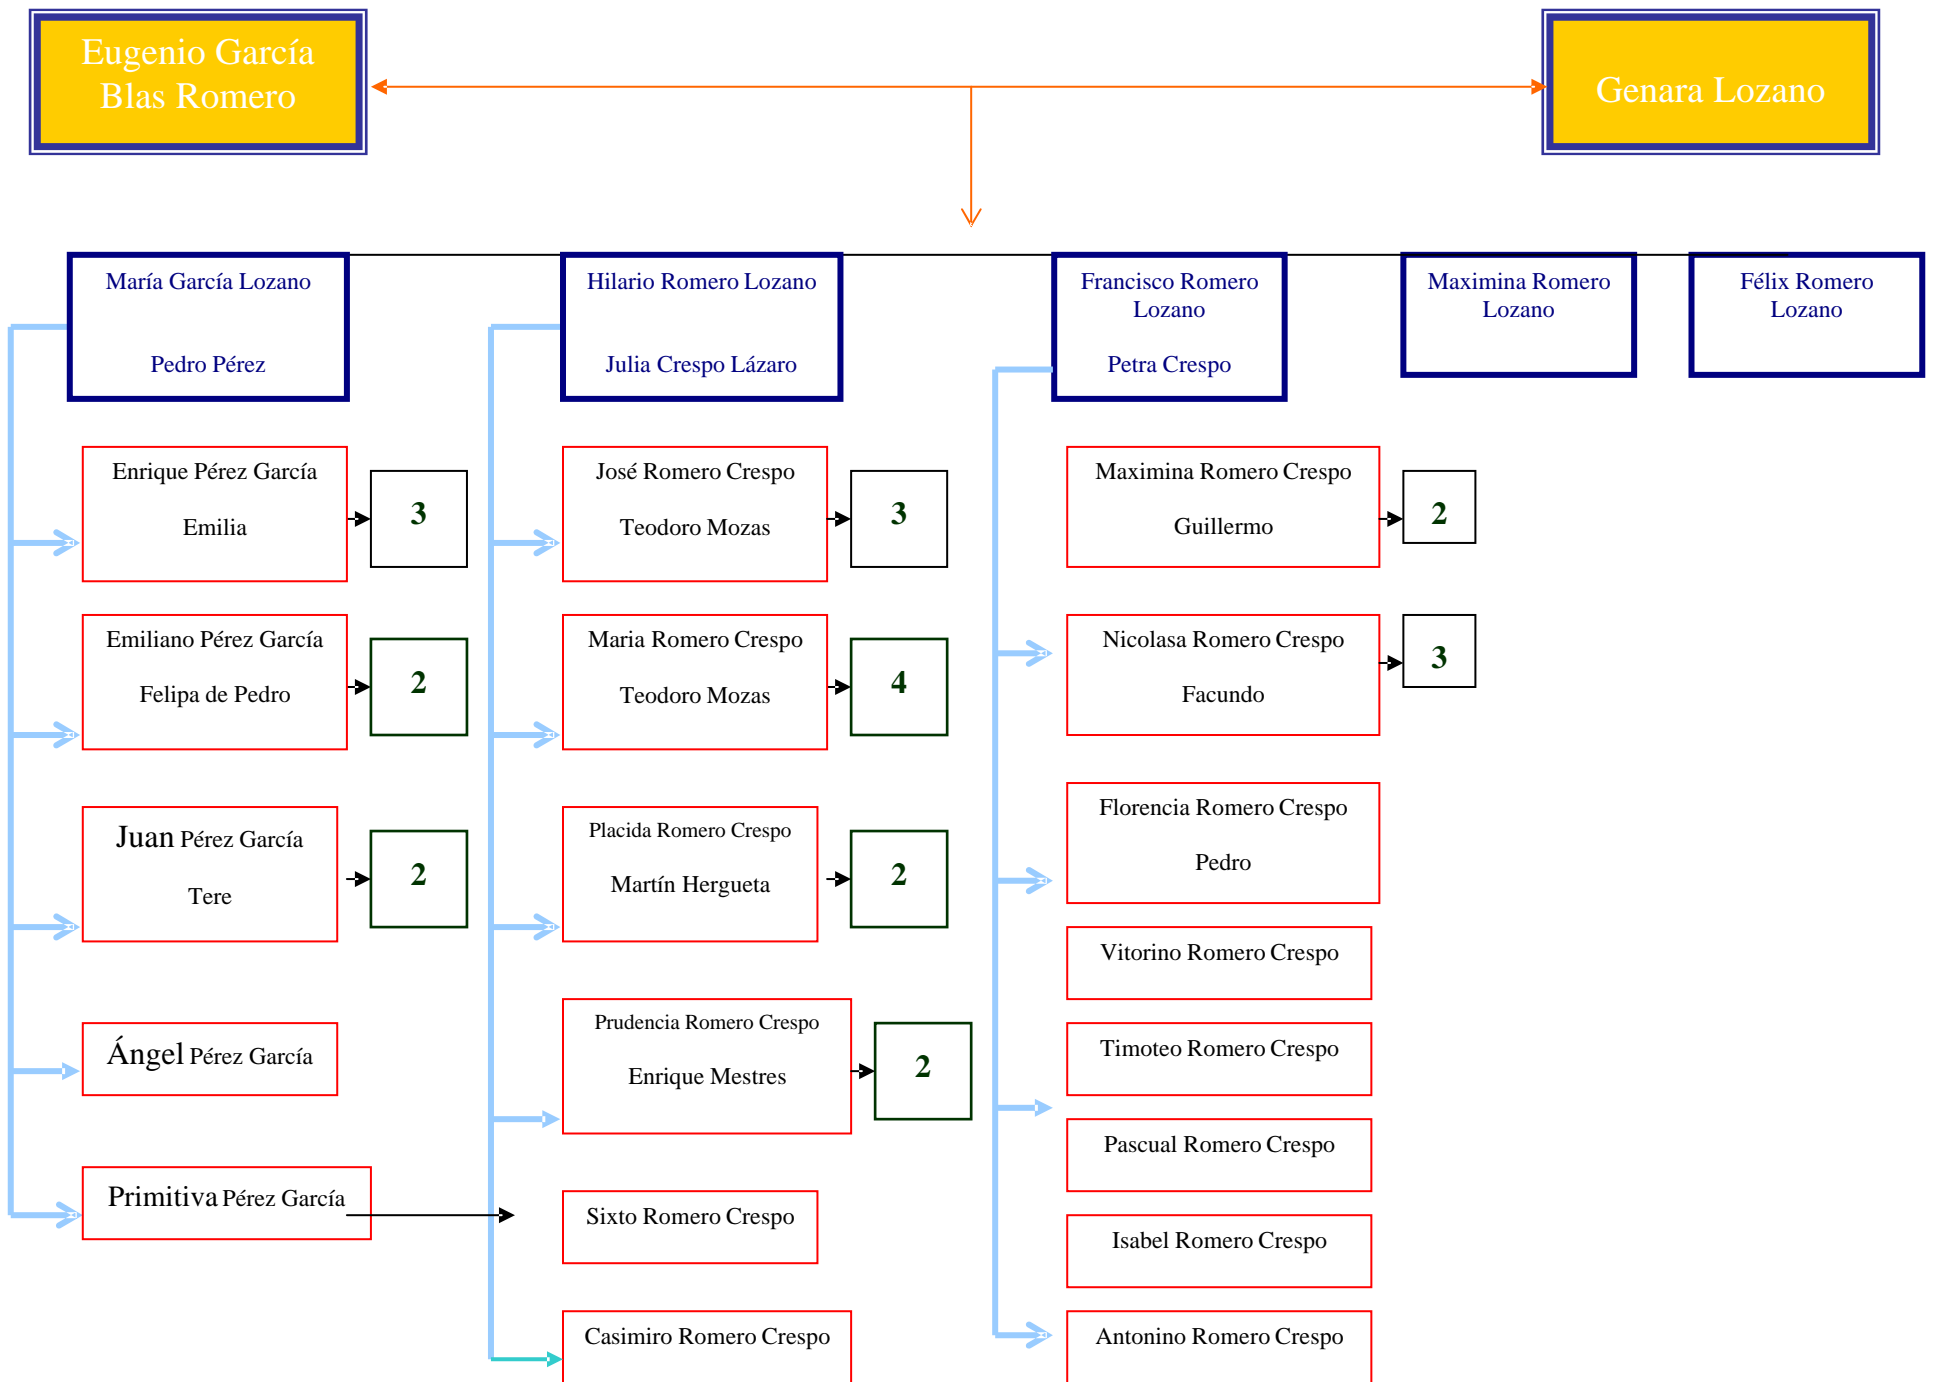 Eugenio García
Blas Romero
Genara Lozano
María García Lozano
Pedro Pérez
Hilario Romero Lozano
Julia Crespo Lázaro
Francisco Romero
Lozano
Petra Crespo
Maximina Romero
Lozano
Félix Romero
Lozano
Enrique Pérez García
Emilia
3
José Romero Crespo
Teodoro Mozas
3
Maximina Romero Crespo
Guillermo
2
Emiliano Pérez García
Felipa de Pedro
2
Maria Romero Crespo
Teodoro Mozas
4
Nicolasa Romero Crespo
Facundo
3
Juan Pérez García
Tere
2
Placida Romero Crespo
Martín Hergueta
2
Florencia Romero Crespo
Pedro
Vitorino Romero Crespo
Ángel Pérez García
Prudencia Romero Crespo
Enrique Mestres
2
Timoteo Romero Crespo
Pascual Romero Crespo
Primitiva Pérez García
Sixto Romero Crespo
Isabel Romero Crespo
Casimiro Romero Crespo
Antonino Romero Crespo